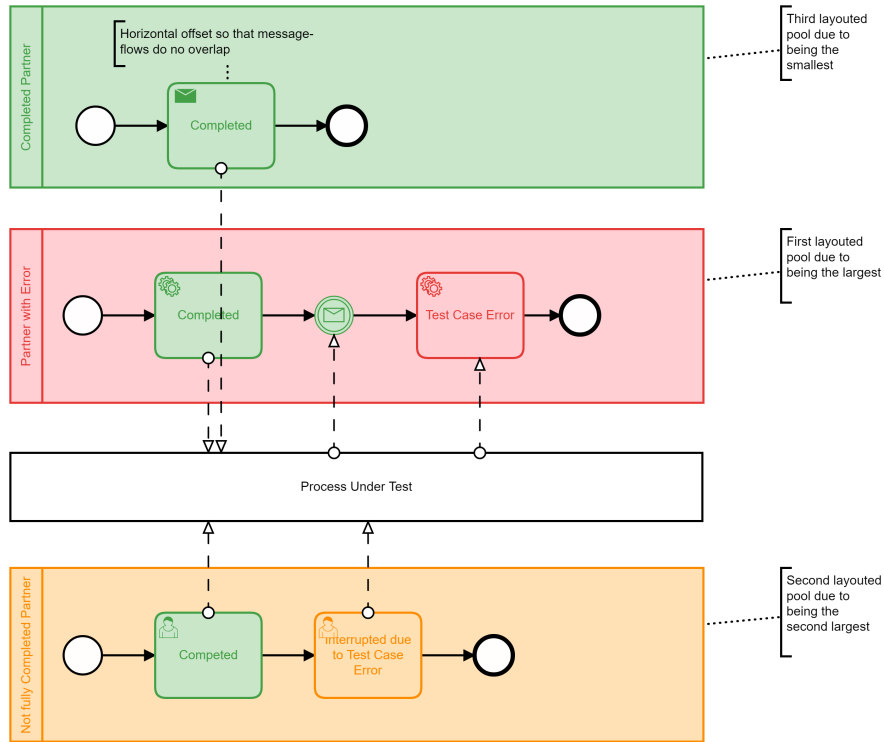 Completed Partner
Horizontal offset so that message-
flows do no overlap
Completed
Third layouted
pool due to
being the
smallest
Partner with Error
Completed
Test Case Error
First layouted
pool due to
being the largest
Process Under Test
Not fully Completed Partner
Competed
Interrupted due
to Test Case
Error
Second layouted
pool due to
being the
second largest